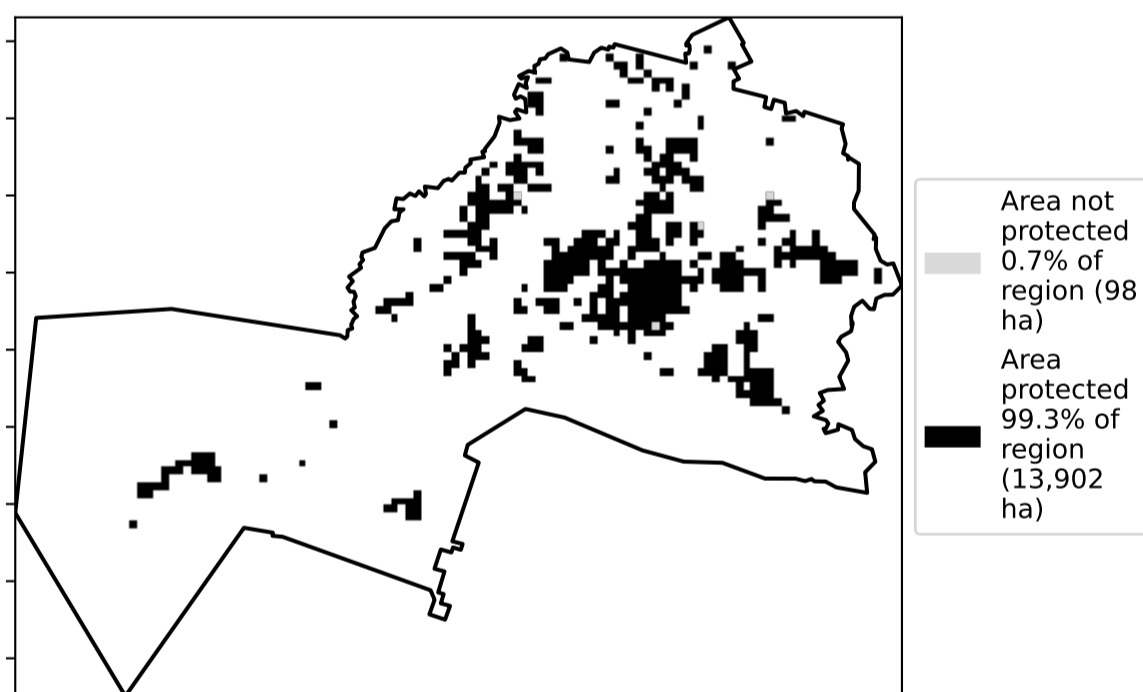 Area not
protected
0.7% of
region (98
ha)
Area
protected
99.3% of
region
(13,902
ha)